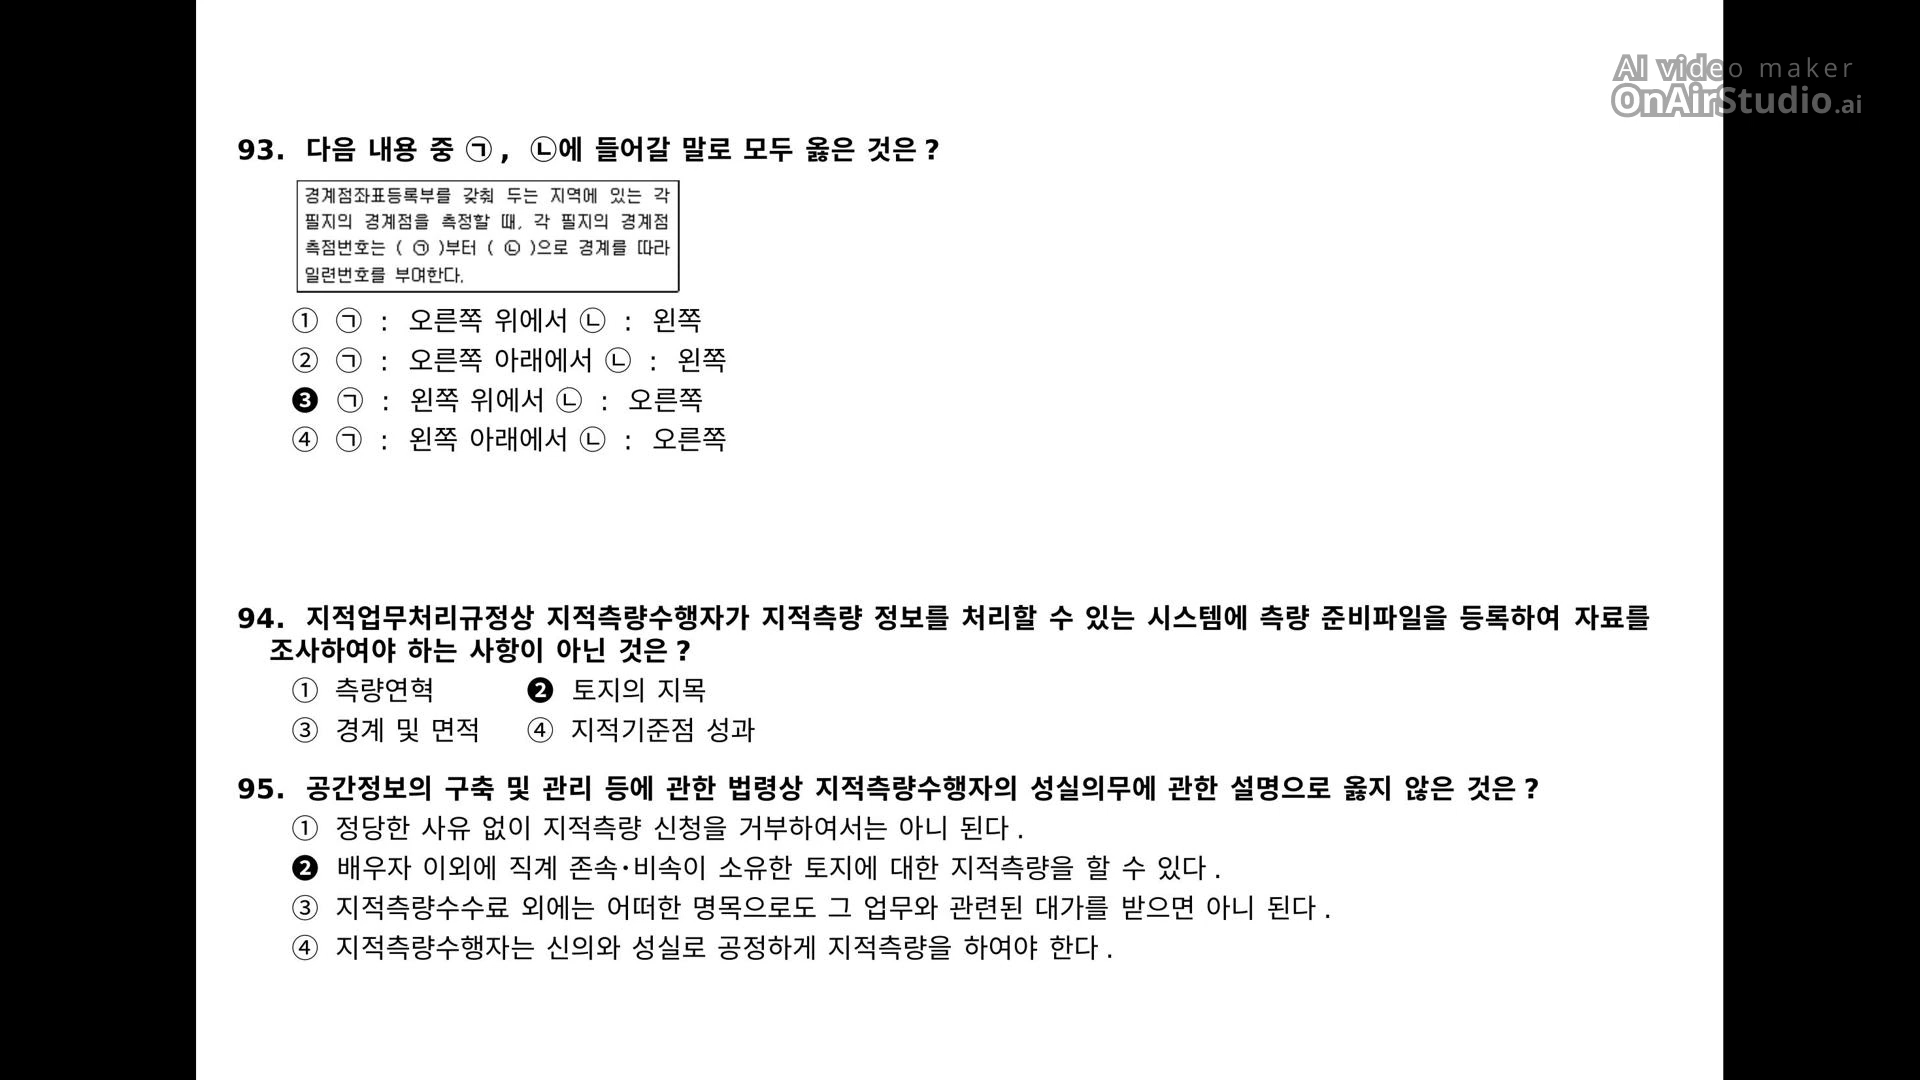 AI video maker
OnAirStudio.ai
93. 다음 내용 중 ㉠, ㉡에 들어갈 말로 모두 옳은 것은?
경계점좌표등록부를 갖춰 두는 지역에 있는 각
필지의 경계점을 측정할 때, 각 필지의 경계점
측점번호는 ( ㉠ )부터 ( ㉡ )으로 경계를 따라
일련번호를 부여한다.
① ㉠ : 오른쪽 위에서 ㉡ : 왼쪽
② ㉠ : 오른쪽 아래에서 ㉡ : 왼쪽
❸ ㉠ : 왼쪽 위에서 ㉡ : 오른쪽
④ ㉠ : 왼쪽 아래에서 ㉡ : 오른쪽
94. 지적업무처리규정상 지적측량수행자가 지적측량 정보를 처리할 수 있는 시스템에 측량 준비파일을 등록하여 자료를
조사하여야 하는 사항이 아닌 것은?
① 측량연혁 ❷ 토지의 지목
③ 경계 및 면적 ④ 지적기준점 성과
95. 공간정보의 구축 및 관리 등에 관한 법령상 지적측량수행자의 성실의무에 관한 설명으로 옳지 않은 것은?
① 정당한 사유 없이 지적측량 신청을 거부하여서는 아니 된다.
❷ 배우자 이외에 직계 존속·비속이 소유한 토지에 대한 지적측량을 할 수 있다.
③ 지적측량수수료 외에는 어떠한 명목으로도 그 업무와 관련된 대가를 받으면 아니 된다.
④ 지적측량수행자는 신의와 성실로 공정하게 지적측량을 하여야 한다.